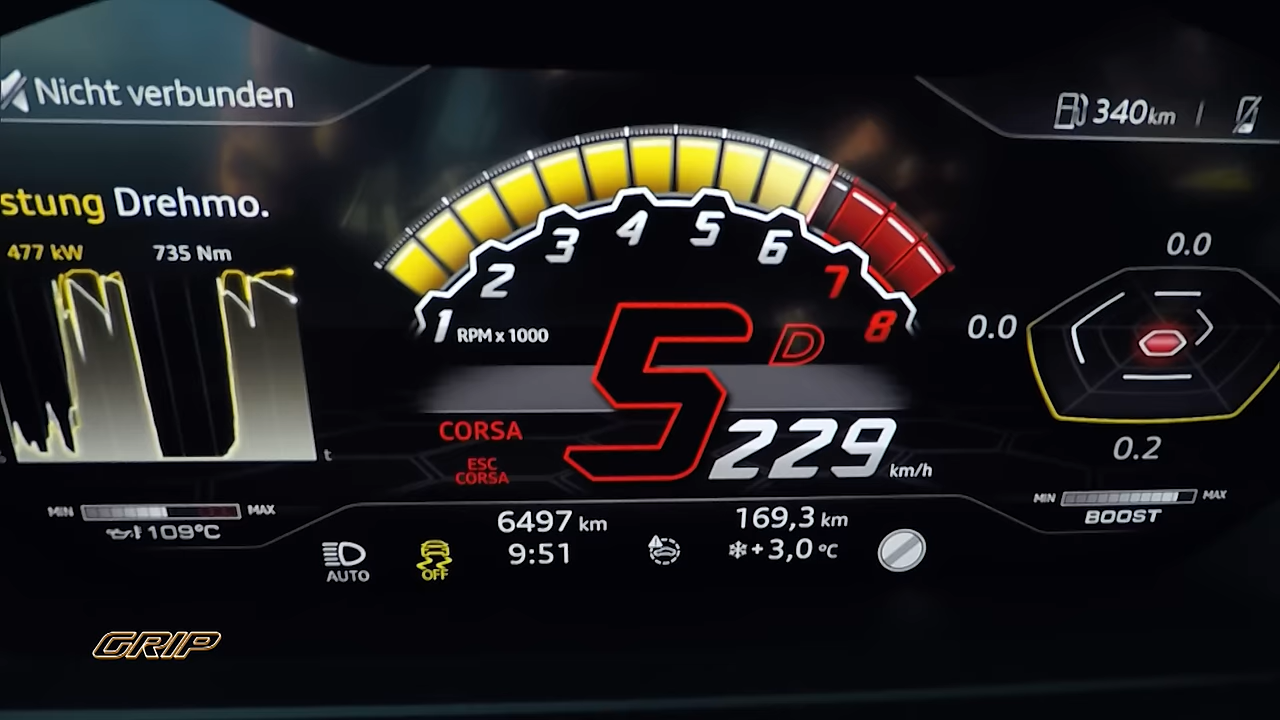 Nicht verbunden
340 km
stung Drehmo.
477 kW 735 Nm
t
1 2 3 4 5 6 7 8
RPM x 1000
5 D
CORSA
ESC
CORSA
229 km/h
0.0
0.0
0.2
MIN MAX
109°C
MIN MAX
BOOST
6497 km 169,3 km
9:51 +3,0 °C
AUTO
OFF
GRIP